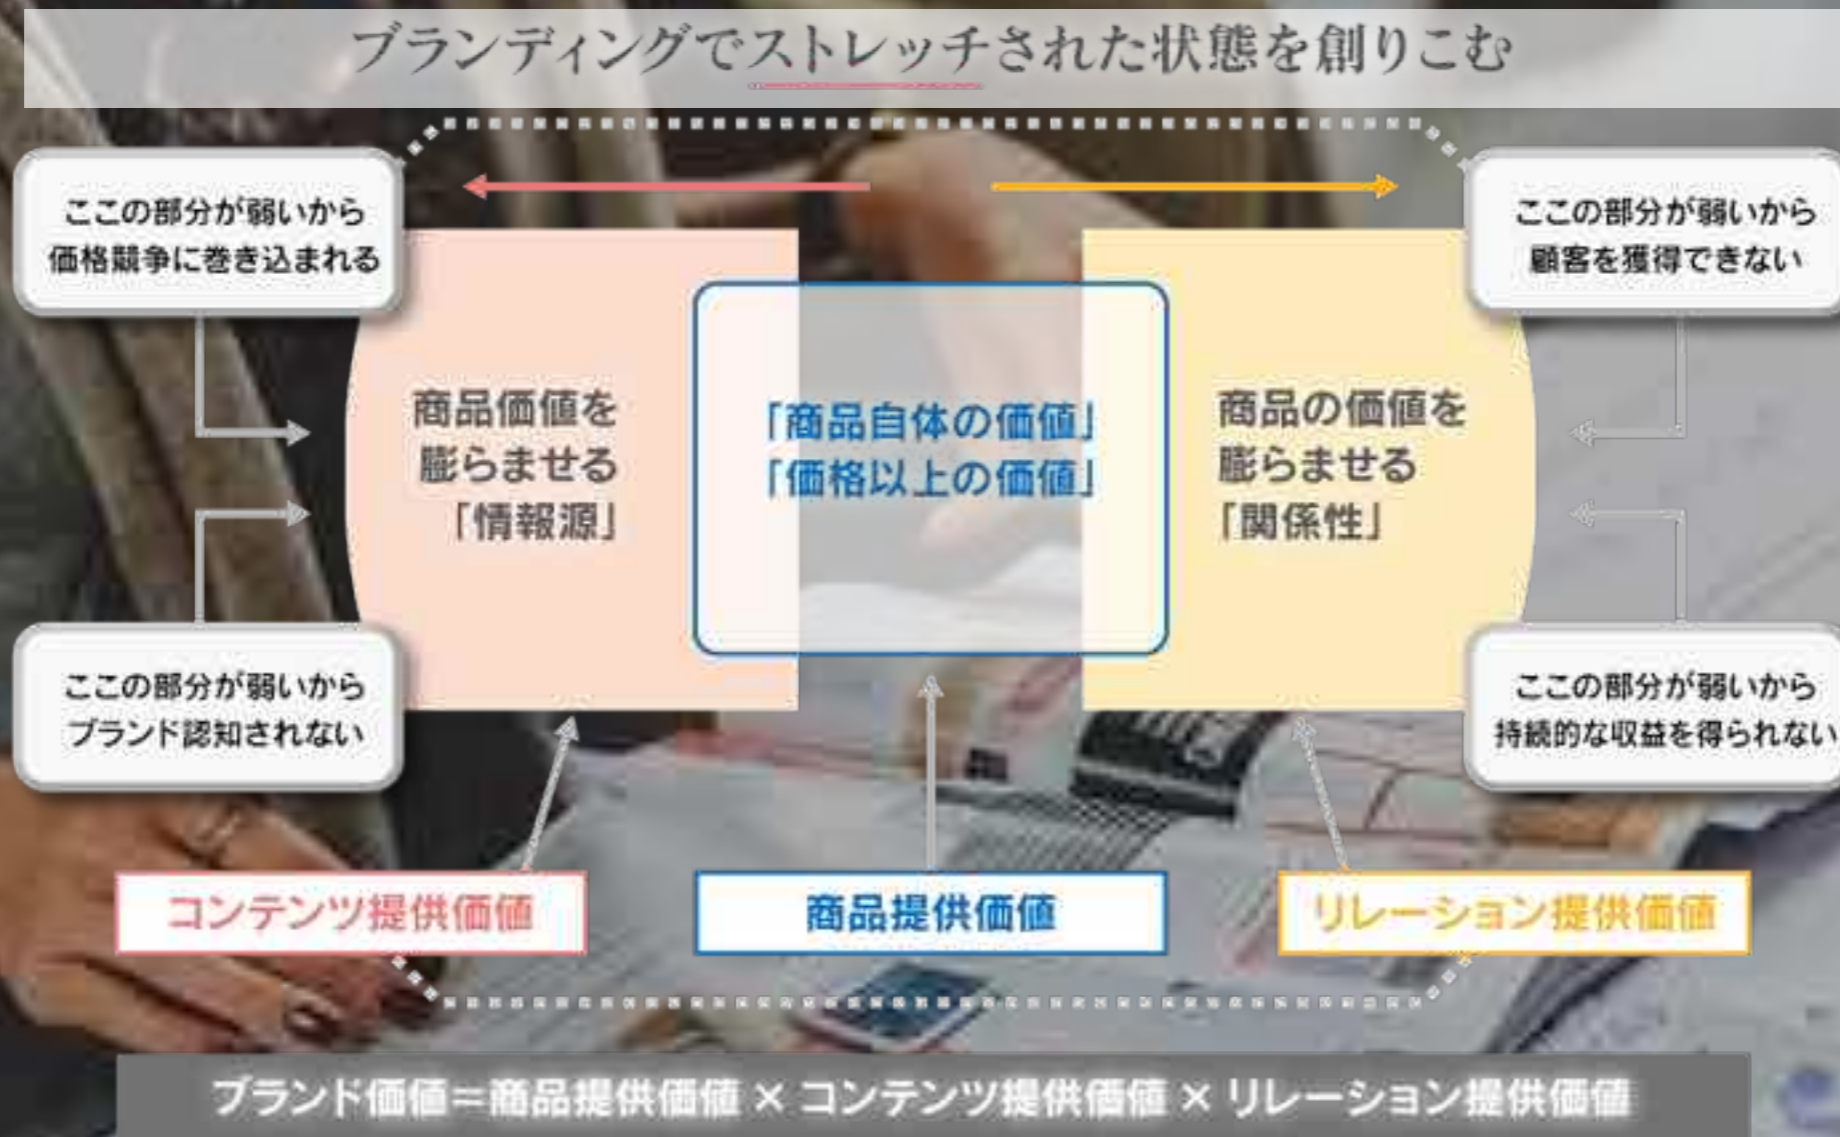 ブランディングでストレッチされた状態を創りこむ
ここの部分が弱いから
価格競争に巻き込まれる
ここの部分が弱いから
顧客を獲得できない
商品価値を
膨らませる
「情報源」
「商品自体の価値」
「価格以上の価値」
商品の価値を
膨らませる
「関係性」
ここの部分が弱いから
ブランド認知されない
ここの部分が弱いから
持続的な収益を得られない
コンテンツ提供価値
商品提供価値
リレーション提供価値
ブランド価値＝商品提供価値 × コンテンツ提供価値 × リレーション提供価値